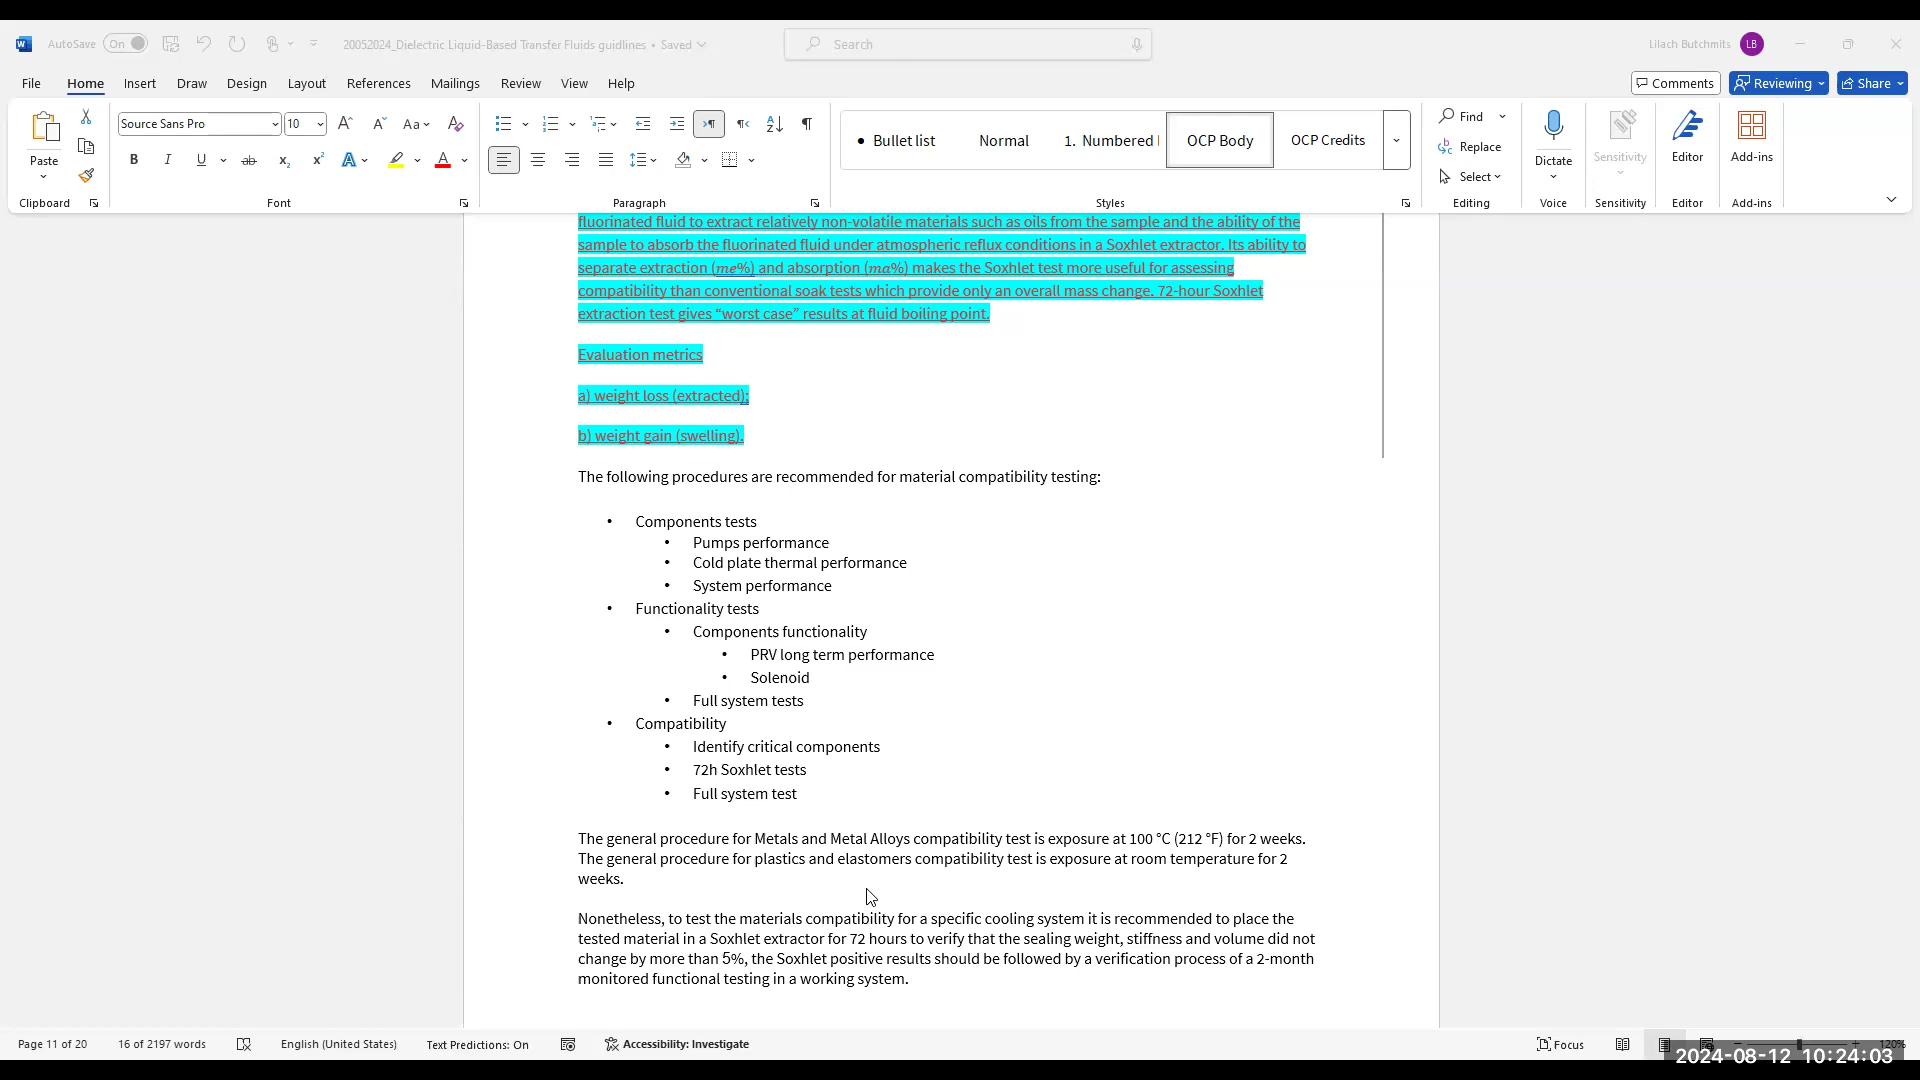 AutoSave On 20052024_Dielectric Liquid-Based Transfer Fluids guidlines • Saved Search Lilach Butchmits LB
File Home Insert Draw Design Layout References Mailings Review View Help Comments Reviewing Share
Source Sans Pro 10 Bullet list Normal 1. Numbered OCP Body OCP Credits
Paste Find Replace Select Dictate Sensitivity Editor Add-ins
Clipboard Font Paragraph Styles Editing Voice Sensitivity Editor Add-ins
fluorinated fluid to extract relatively non-volatile materials such as oils from the sample and the ability of the
sample to absorb the fluorinated fluid under atmospheric reflux conditions in a Soxhlet extractor. Its ability to
separate extraction (me%) and absorption (ma%) makes the Soxhlet test more useful for assessing
compatibility than conventional soak tests which provide only an overall mass change. 72-hour Soxhlet
extraction test gives “worst case” results at fluid boiling point.
Evaluation metrics
a) weight loss (extracted);
b) weight gain (swelling).
The following procedures are recommended for material compatibility testing:
• Components tests
• Pumps performance
• Cold plate thermal performance
• System performance
• Functionality tests
• Components functionality
• PRV long term performance
• Solenoid
• Full system tests
• Compatibility
• Identify critical components
• 72h Soxhlet tests
• Full system test
The general procedure for Metals and Metal Alloys compatibility test is exposure at 100 °C (212 °F) for 2 weeks.
The general procedure for plastics and elastomers compatibility test is exposure at room temperature for 2
weeks.
Nonetheless, to test the materials compatibility for a specific cooling system it is recommended to place the
tested material in a Soxhlet extractor for 72 hours to verify that the sealing weight, stiffness and volume did not
change by more than 5%, the Soxhlet positive results should be followed by a verification process of a 2-month
monitored functional testing in a working system.
Page 11 of 20 16 of 2197 words English (United States) Text Predictions: On Accessibility: Investigate Focus 120%
2024-08-12 10:24:03